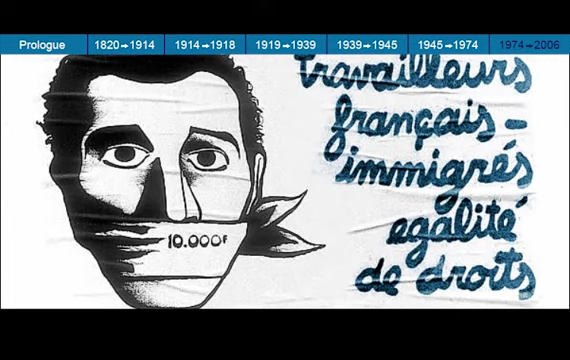 Prologue 1820→1914 1914→1918 1919→1939 1939→1945 1945→1974 1974→2006
travailleurs
français-
immigrés
egalité
de droits
10.000F